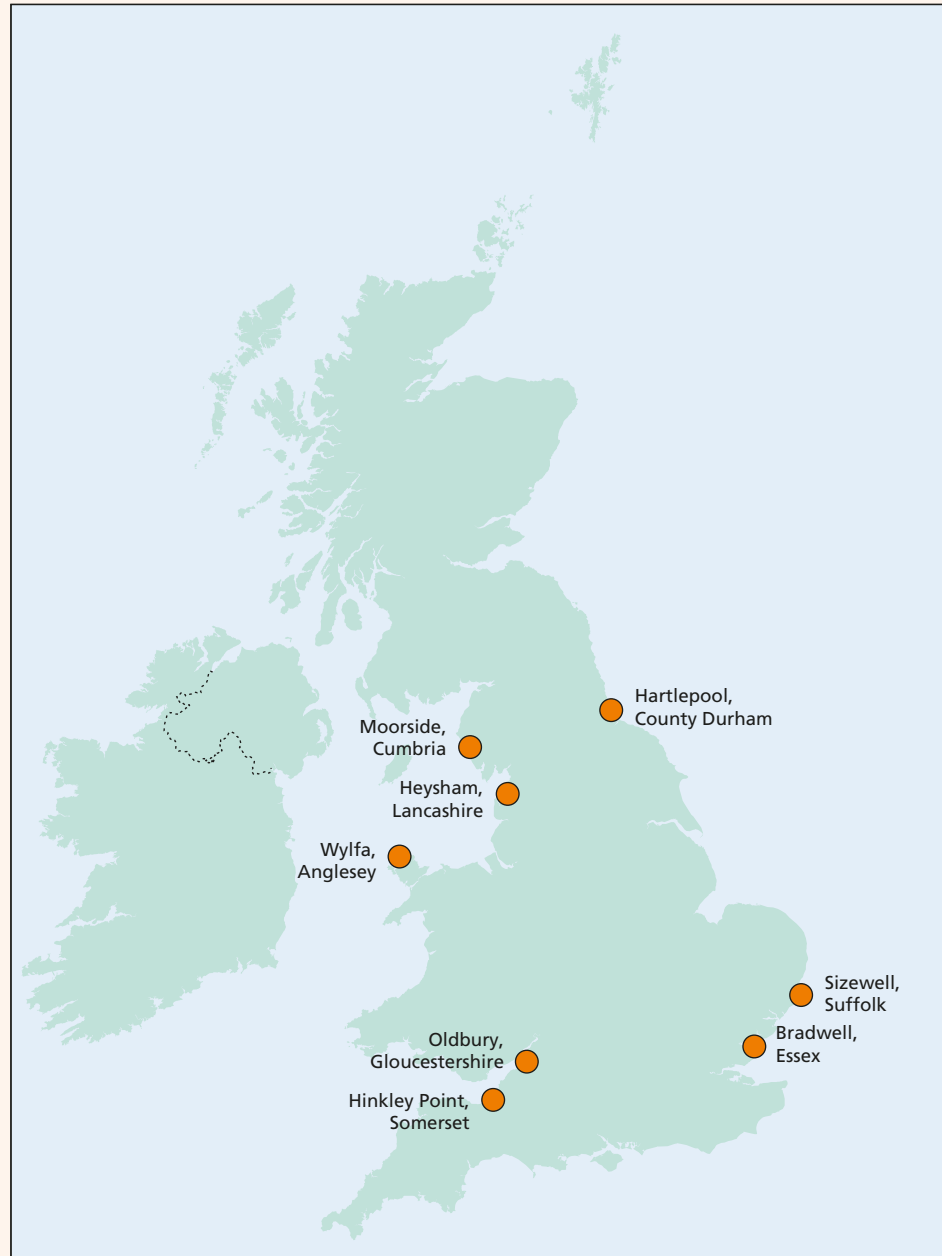 Hartlepool,
County Durham
Moorside,
Cumbria
Heysham,
Lancashire
Wylfa,
Anglesey
Sizewell,
Suffolk
Bradwell,
Essex
Oldbury,
Gloucestershire
Hinkley Point,
Somerset